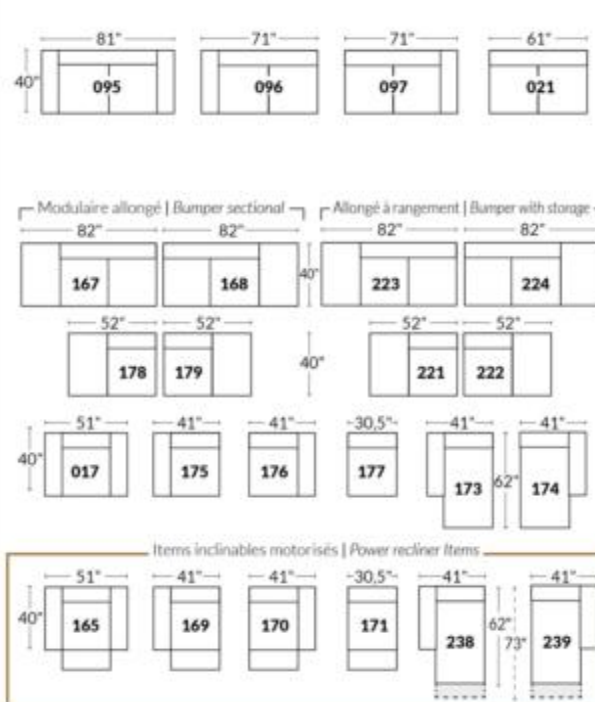 81" 71" 71" 61"
40" 095 096 097 021
Modulaire allongé | Bumper sectional Allongé à rangement | Bumper with storage
82" 82" 82" 82"
167 168 40" 223 224
52" 52" 52" 52"
178 179 40" 221 222
51" 41" 41" 30,5" 41" 41"
40" 017 175 176 177 173 62" 174
Items inclinables motorisés | Power recliner Items
51" 41" 41" 30.5" 41" 41"
40" 165 169 170 171 238 62" 73" 239